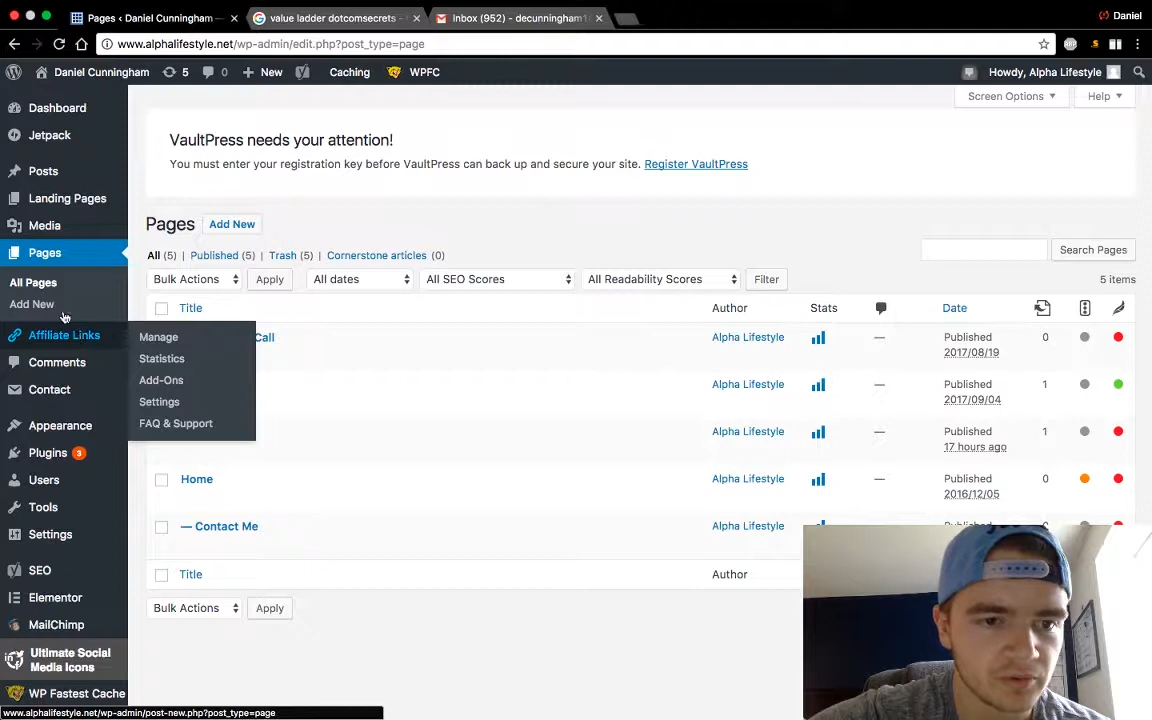 Pages < Daniel Cunningham —
value ladder dotcomsecrets -
Inbox (952) - decunningham1
Daniel
www.alphalifestyle.net/wp-admin/edit.php?post_type=page
Daniel Cunningham
5
0
New
Caching
WPFC
Howdy, Alpha Lifestyle
Screen Options
Help
Dashboard
Jetpack
Posts
Landing Pages
Media
Pages
All Pages
Add New
Affiliate Links
Comments
Contact
Appearance
Plugins 3
Users
Tools
Settings
SEO
Elementor
MailChimp
Ultimate Social
Media Icons
WP Fastest Cache
Manage
Statistics
Add-Ons
Settings
FAQ & Support
VaultPress needs your attention!
You must enter your registration key before VaultPress can back up and secure your site. Register VaultPress
Pages Add New
All (5) | Published (5) | Trash (5) | Cornerstone articles (0)
Search Pages
Bulk Actions Apply All dates All SEO Scores All Readability Scores Filter
5 items
Title Author Stats Date
Call Alpha Lifestyle — Published 0
2017/08/19
Alpha Lifestyle — Published 1
2017/09/04
Alpha Lifestyle — Published 1
17 hours ago
Home Alpha Lifestyle — Published 0
2016/12/05
— Contact Me Alpha Lifestyle
Title Author
Bulk Actions Apply
www.alphalifestyle.net/wp-admin/post-new.php?post_type=page